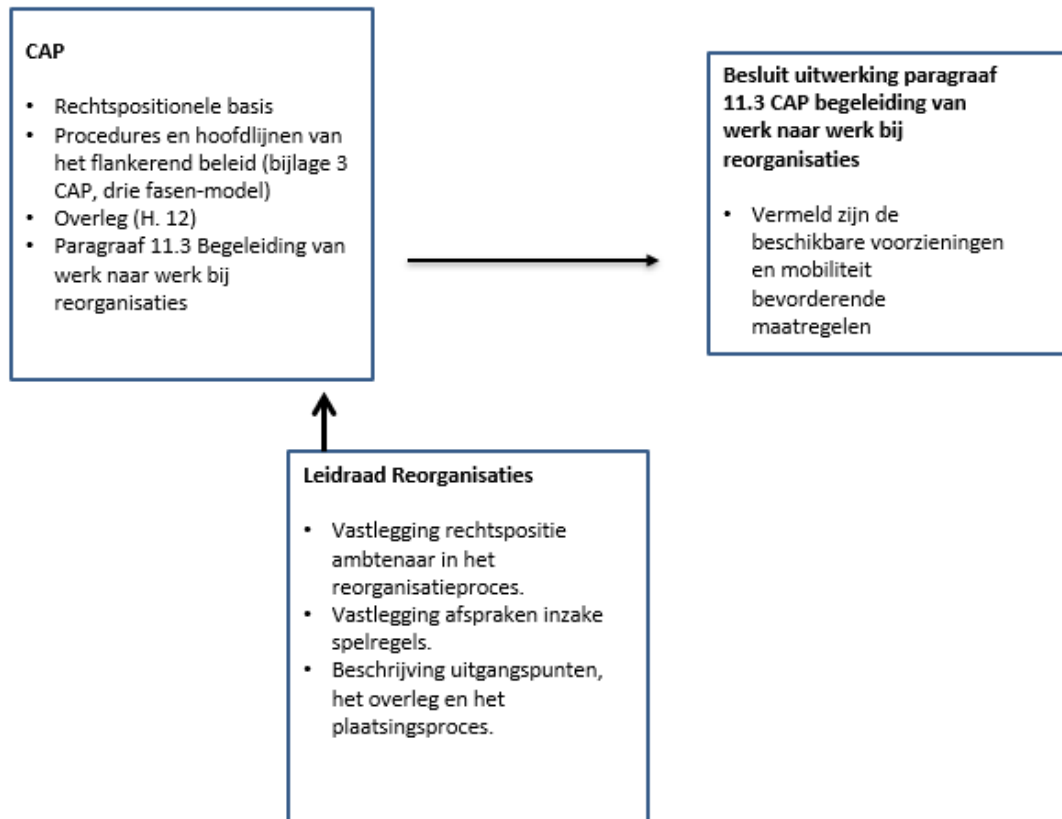 CAP
• Rechtspositionele basis
• Procedures en hoofdlijnen van
het flankerend beleid (bijlage 3
CAP, drie fasen-model)
• Overleg (H. 12)
• Paragraaf 11.3 Begeleiding van
werk naar werk bij
reorganisaties
Besluit uitwerking paragraaf
11.3 CAP begeleiding van
werk naar werk bij
reorganisaties
• Vermeld zijn de
beschikbare voorzieningen
en mobiliteit
bevorderende
maatregelen
Leidraad Reorganisaties
• Vastlegging rechtspositie
ambtenaar in het
reorganisatieproces.
• Vastlegging afspraken inzake
spelregels.
• Beschrijving uitgangspunten,
het overleg en het
plaatsingsproces.